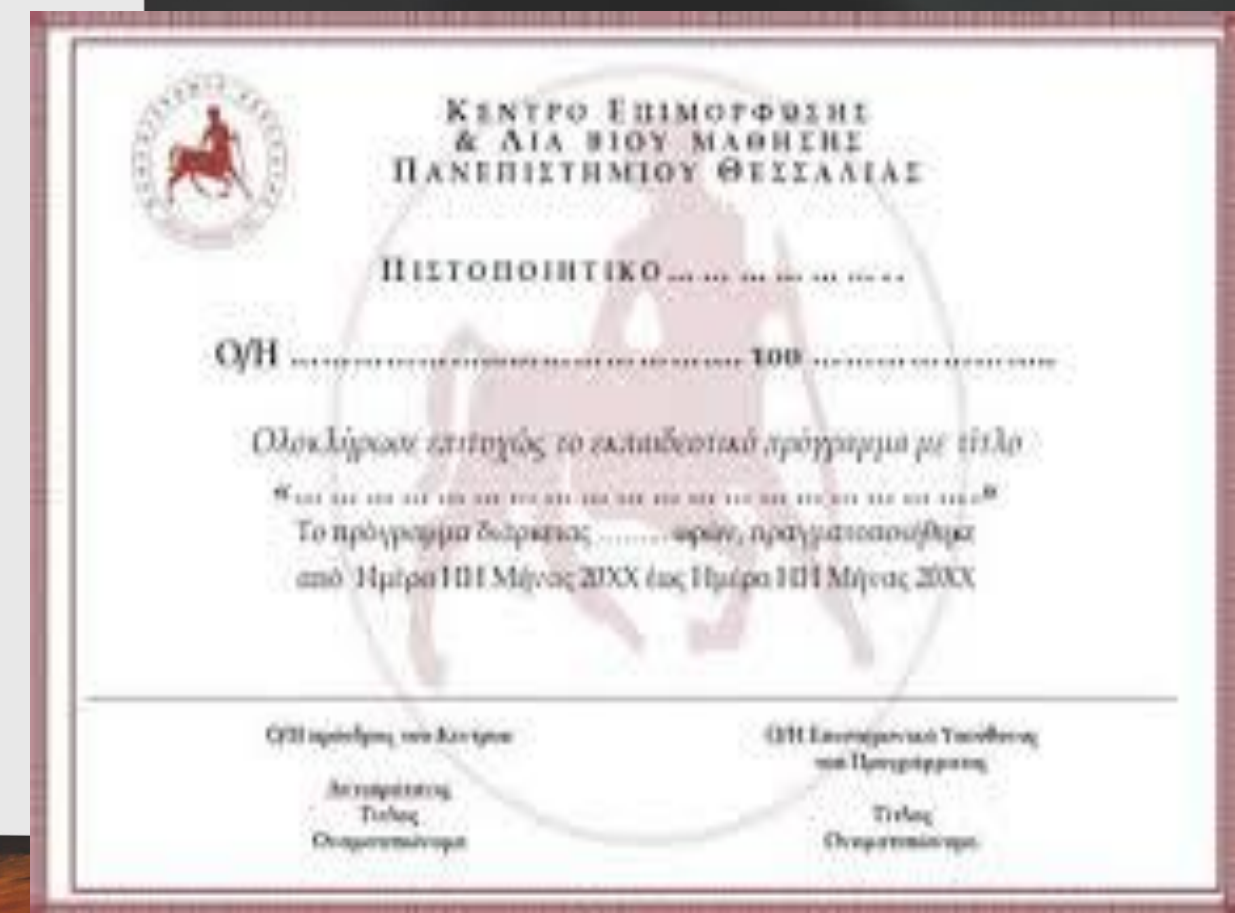 ΚΕΝΤΡΟ ΕΠΙΜΟΡΦΩΣΗΣ
& ΔΙΑ ΒΙΟΥ ΜΑΘΗΣΗΣ
ΠΑΝΕΠΙΣΤΗΜΙΟΥ ΘΕΣΣΑΛΙΑΣ
ΠΙΣΤΟΠΟΙΗΤΙΚΟ ... ... ... ... ... ...
Ο/Η ................................................ του ..........................
Ολοκλήρωσε επιτυχώς το εκπαιδευτικό πρόγραμμα με τίτλο
«... ... ... ... ... ... ... ... ... ... ... ... ... ... ... ... ... ... ...»
Το πρόγραμμα διάρκειας ......... ωρών, πραγματοποιήθηκε
από Ημέρα ΗΗ Μήνας 20ΧΧ έως Ημέρα ΗΗ Μήνας 20ΧΧ
Ο/Η πρόεδρος του Κέντρου
Τίτλος
Ονοματεπώνυμο
Ο/Η Υπεύθυνος
του Προγράμματος
Τίτλος
Ονοματεπώνυμο